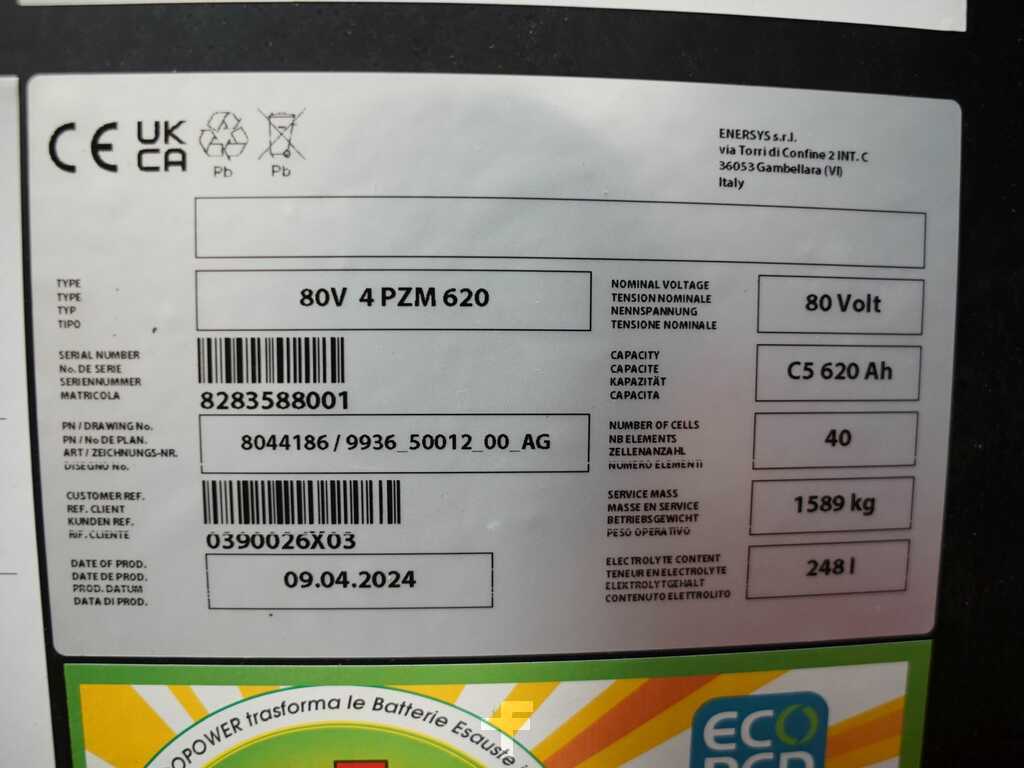 CE UK CA
Pb Pb
ENERSYS s.r.l.
via Torri di Confine 2 INT. C
36053 Gambellara (VI)
Italy
TYPE
TYPE
TYP
TIPO
80V 4 PZM 620
NOMINAL VOLTAGE
TENSION NOMINALE
NENNSPANNUNG
TENSIONE NOMINALE
80 Volt
SERIAL NUMBER
No. DE SERIE
SERIENNUMMER
MATRICOLA
8283588001
CAPACITY
CAPACITE
KAPAZITÄT
CAPACITA
C5 620 Ah
PN / DRAWING No.
PN / No DE PLAN.
ART / ZEICHNUNGS-NR.
DISEGNO No.
8044186 / 9936_50012_00_AG
NUMBER OF CELLS
NB ELEMENTS
ZELLENANZAHL
NUMERO ELEMENTI
40
CUSTOMER REF.
REF. CLIENT
KUNDEN REF.
RIF. CLIENTE
0390026X03
SERVICE MASS
MASSE EN SERVICE
BETRIEBSGEWICHT
PESO OPERATIVO
1589 kg
DATE OF PROD.
DATE DE PROD.
PROD. DATUM
DATA DI PROD.
09.04.2024
ELECTROLYTE CONTENT
TENEUR EN ELECTROLYTE
ELEKTROLYTGEHALT
CONTENUTO ELETTROLITO
248 l
trasforma le Batterie Esauste
ECO